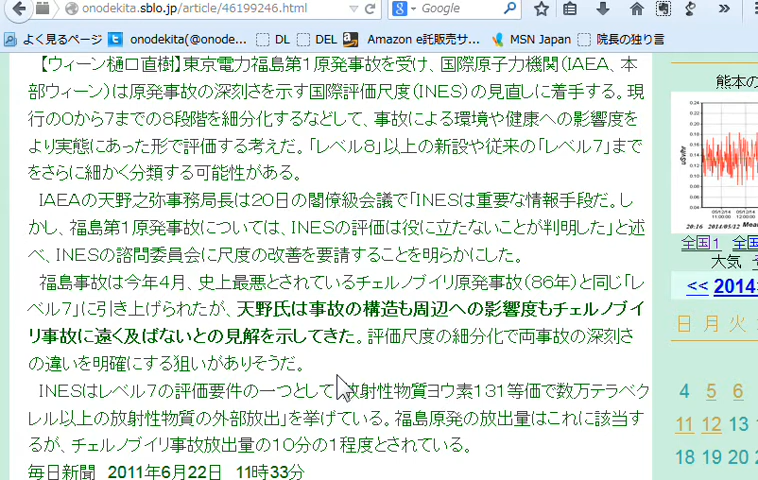 onodekita.sblo.jp/article/46199246.html
Google
よく見るページ onodekita(@onode... DL DEL Amazon e託販売サ... MSN Japan 院長の独り言
【ウィーン樋口直樹】東京電力福島第1原発事故を受け、国際原子力機関(IAEA、本
部ウィーン)は原発事故の深刻さを示す国際評価尺度(INES)の見直しに着手する。現
行の0から7までの8段階を細分化するなどして、事故による環境や健康への影響度を
より実態にあった形で評価する考えだ。「レベル8」以上の新設や従来の「レベル7」まで
をさらに細かく分類する可能性がある。
IAEAの天野之弥事務局長は20日の閣僚級会議で「INESは重要な情報手段だ。し
かし、福島第1原発事故については、INESの評価は役に立たないことが判明した」と述
べ、INESの諮問委員会に尺度の改善を要請することを明らかにした。
福島事故は今年4月、史上最悪とされているチェルノブイリ原発事故(86年)と同じ「レ
ベル7」に引き上げられたが、天野氏は事故の構造も周辺への影響度もチェルノブイ
リ事故に遠く及ばないとの見解を示してきた。評価尺度の細分化で両事故の深刻さ
の違いを明確にする狙いがありそうだ。
INESはレベル7の評価要件の一つとして 放射性物質ヨウ素131等価で数万テラベク
レル以上の放射性物質の外部放出」を挙げている。福島原発の放出量はこれに該当す
るが、チェルノブイリ事故放出量の10分の1程度とされている。
毎日新聞 2011年6月22日 11時33分
熊本の
0.24
uSv/hr
0.04
20:16 2014/05/12 Mea
全国1 全国
大気
<< 2014
日 月 火
4 5 6
11 12 13
18 19 20